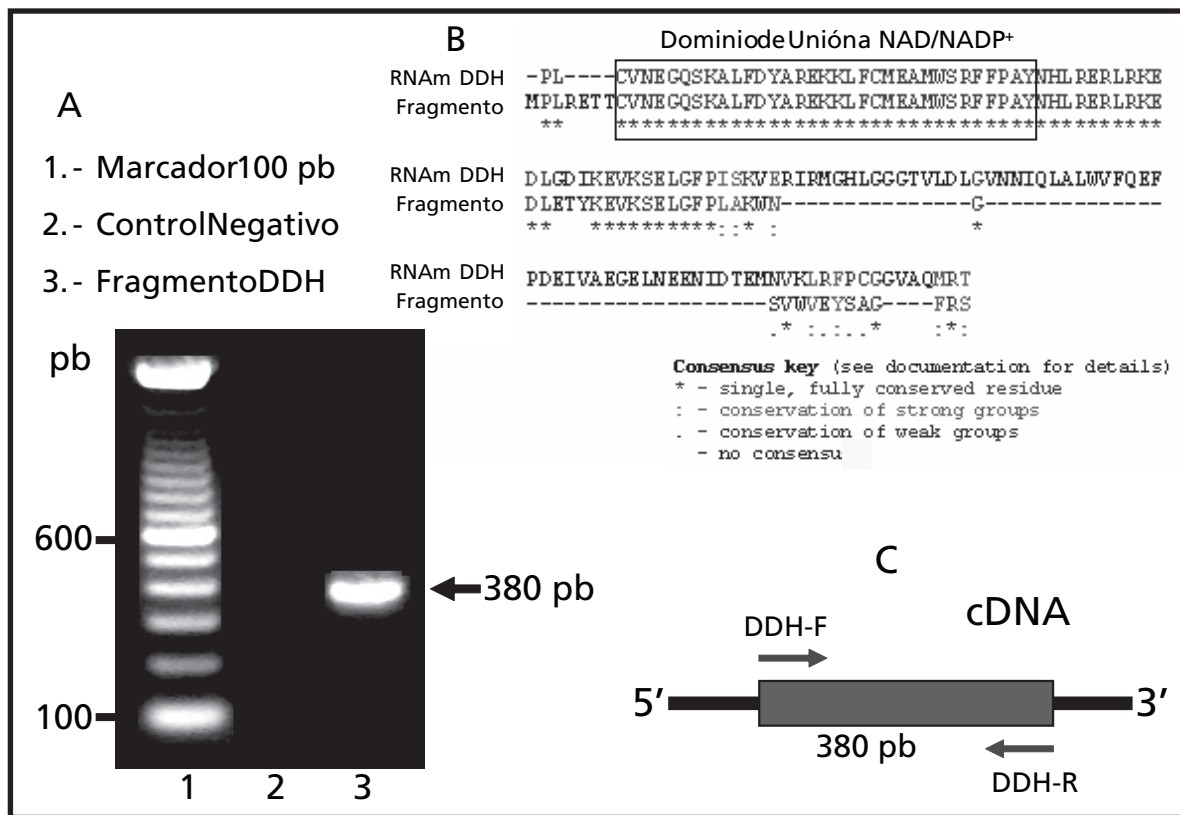 A
1.- Marcador100 pb
2.- ControlNegativo
3.- FragmentoDDH
pb
600
100
380 pb
1 2 3
B
DominiodeUnióna NAD/NADP+
RNAm DDH -PL----CVNEGQSKALFDYAREKKLFCMEAMWSRFFPAYNHLRERLRKE
Fragmento MPLRETTCVNEGQSKALFDYAREKKLFCMEAMWSRFFPAYNHLRERLRKE
** *******************************************
RNAm DDH DLGDIKEVKSELGFPISKVERIRMGHLGGGTVLDLGVNNIQLALWVFQEF
Fragmento DLETYKEVKSELGFPLAKWN------------------G-----------------
** **********::* : *
RNAm DDH PDEIVAEGELNEENIDTEMNVKLRFPCGGVAQMRT
Fragmento -----------------------SVWVEYSAG----FRS
.* :.:..* :*:
Consensus key (see documentation for details)
* - single, fully conserved residue
: - conservation of strong groups
. - conservation of weak groups
- no consensu
C
cDNA
DDH-F
5’ 3’
380 pb
DDH-R